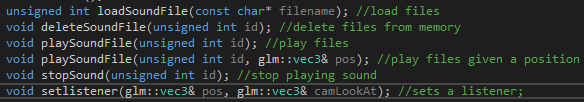 unsigned int loadSoundFile(const char* filename); //load files
void deleteSoundFile(unsigned int id); //delete files from memory
void playSoundFile(unsigned int id); //play files
void playSoundFile(unsigned int id, glm::vec3& pos); //play files given a position
void stopSound(unsigned int id); //stop playing sound
void setlistener(glm::vec3& pos, glm::vec3& camLookAt); //sets a listener;